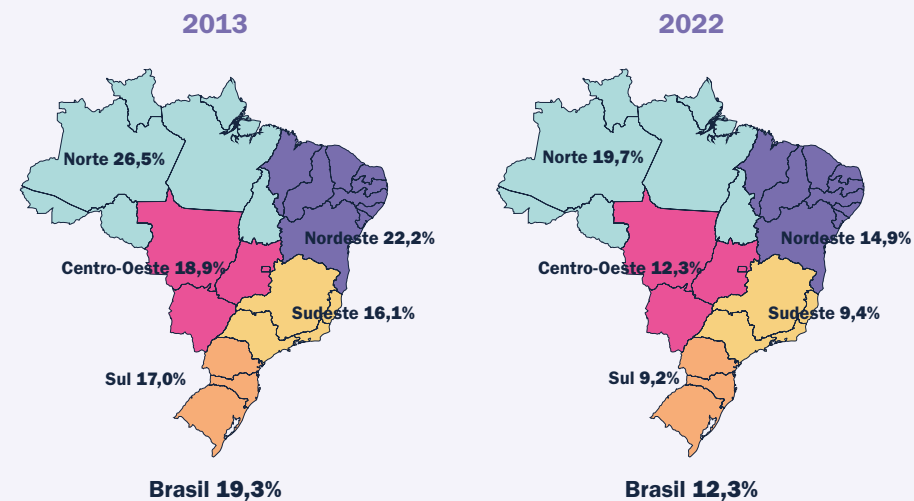 2013
Norte 26,5%
Nordeste 22,2%
Centro-Oeste 18,9%
Sudeste 16,1%
Sul 17,0%
Brasil 19,3%
2022
Norte 19,7%
Nordeste 14,9%
Centro-Oeste 12,3%
Sudeste 9,4%
Sul 9,2%
Brasil 12,3%